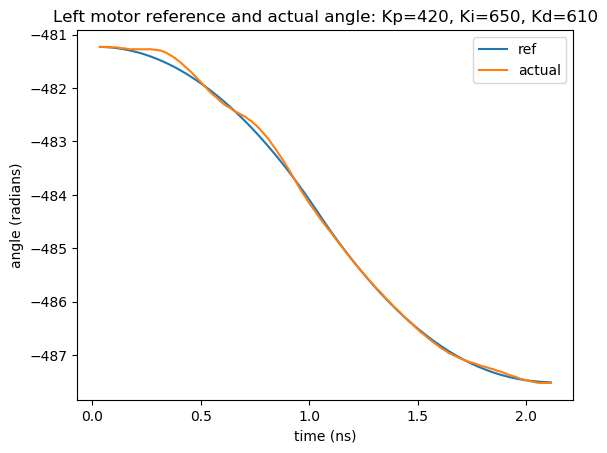 Left motor reference and actual angle: Kp=420, Ki=650, Kd=610
ref
actual
−481
−482
−483
−484
−485
−486
−487
angle (radians)
0.0
0.5
1.0
1.5
2.0
time (ns)